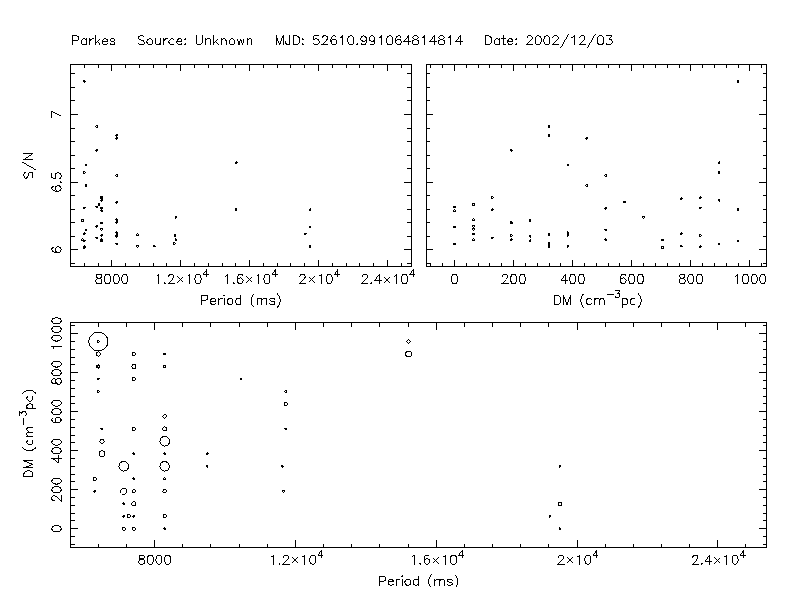 Parkes Source: Unknown MJD: 52610.991064814814 Date: 2002/12/03
S/N
7
6.5
6
8000 1.2×10⁴ 1.6×10⁴ 2×10⁴ 2.4×10⁴
Period (ms)
0 200 400 600 800 1000
DM (cm⁻³pc)
DM (cm⁻³pc)
1000
800
600
400
200
0
8000 1.2×10⁴ 1.6×10⁴ 2×10⁴ 2.4×10⁴
Period (ms)